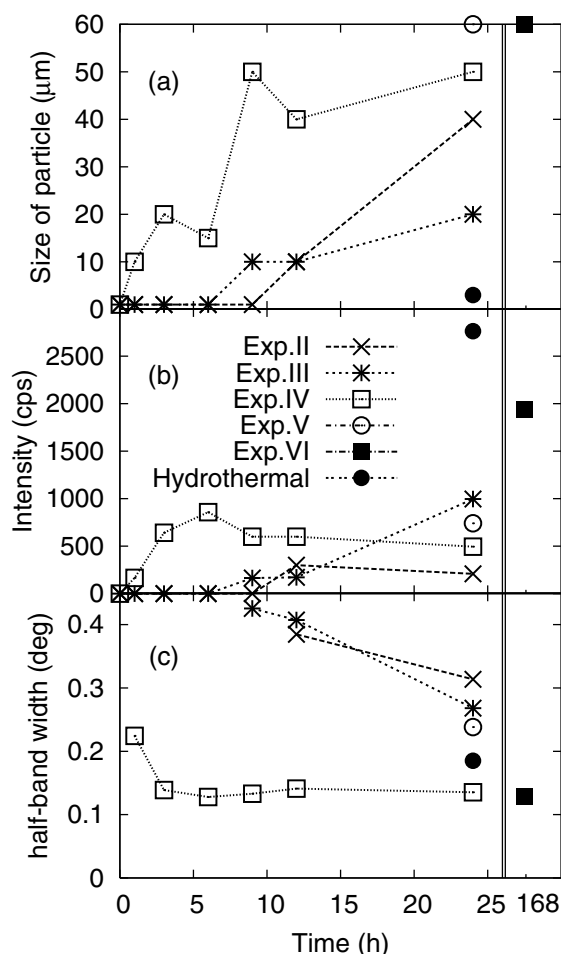 60
50
40
30
20
10
0
Size of particle (μm)
(a)
2500
2000
1500
1000
500
0
Intensity (cps)
(b)
Exp.II
Exp.III
Exp.IV
Exp.V
Exp.VI
Hydrothermal
0.4
0.3
0.2
0.1
0
half-band width (deg)
(c)
0 5 10 15 20 25 168
Time (h)